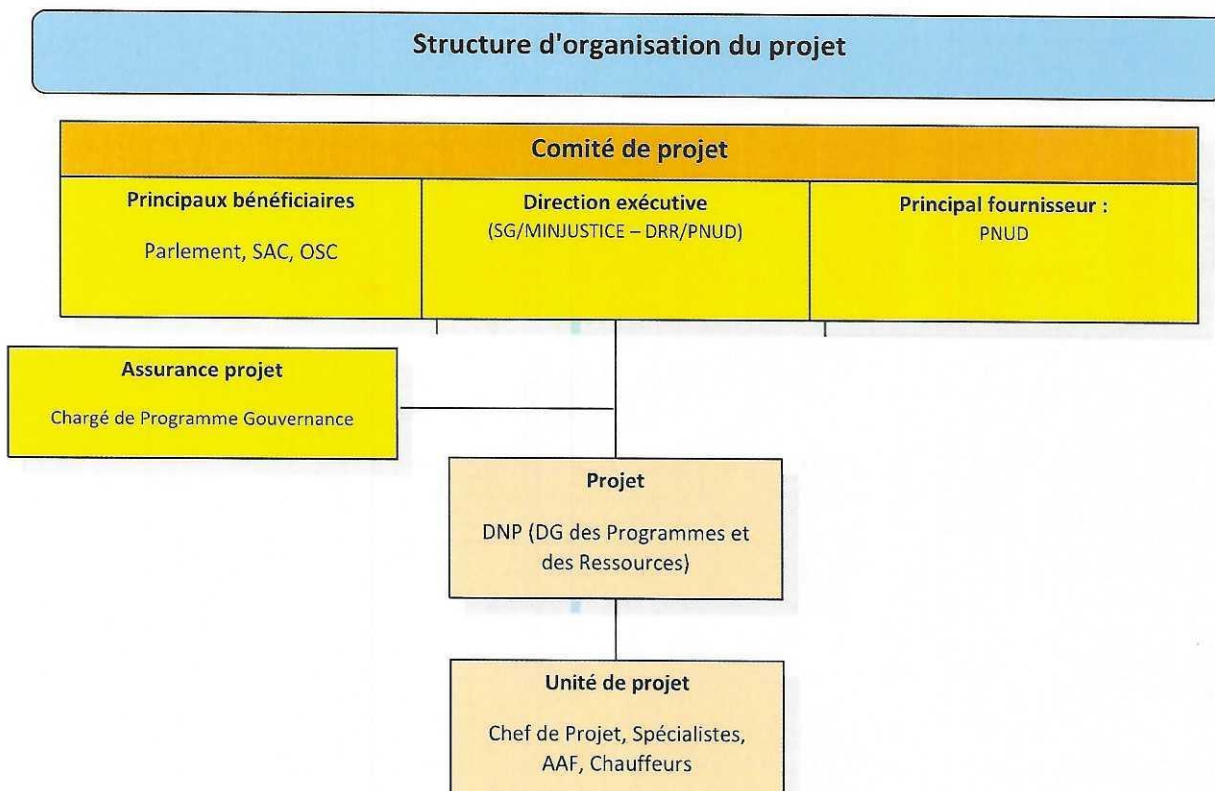 Structure d'organisation du projet
Comité de projet
Principaux bénéficiaires
Parlement, SAC, OSC
Direction exécutive
(SG/MINJUSTICE – DRR/PNUD)
Principal fournisseur :
PNUD
Assurance projet
Chargé de Programme Gouvernance
Projet
DNP (DG des Programmes et
des Ressources)
Unité de projet
Chef de Projet, Spécialistes,
AAF, Chauffeurs